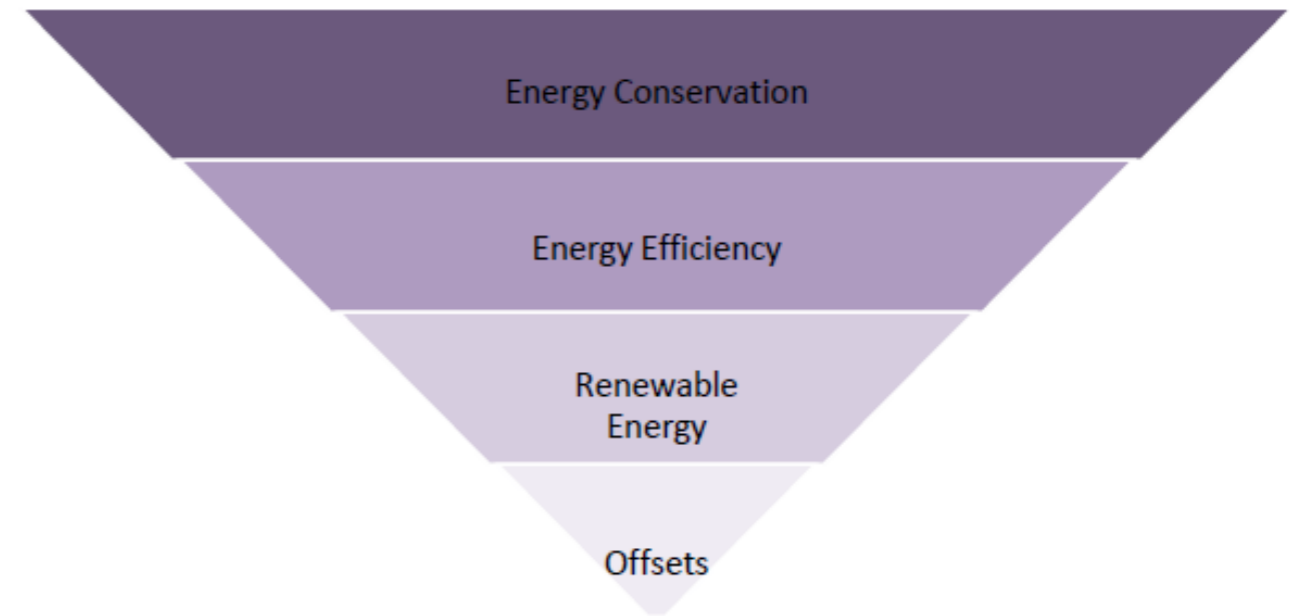 Energy Conservation
Energy Efficiency
Renewable
Energy
Offsets